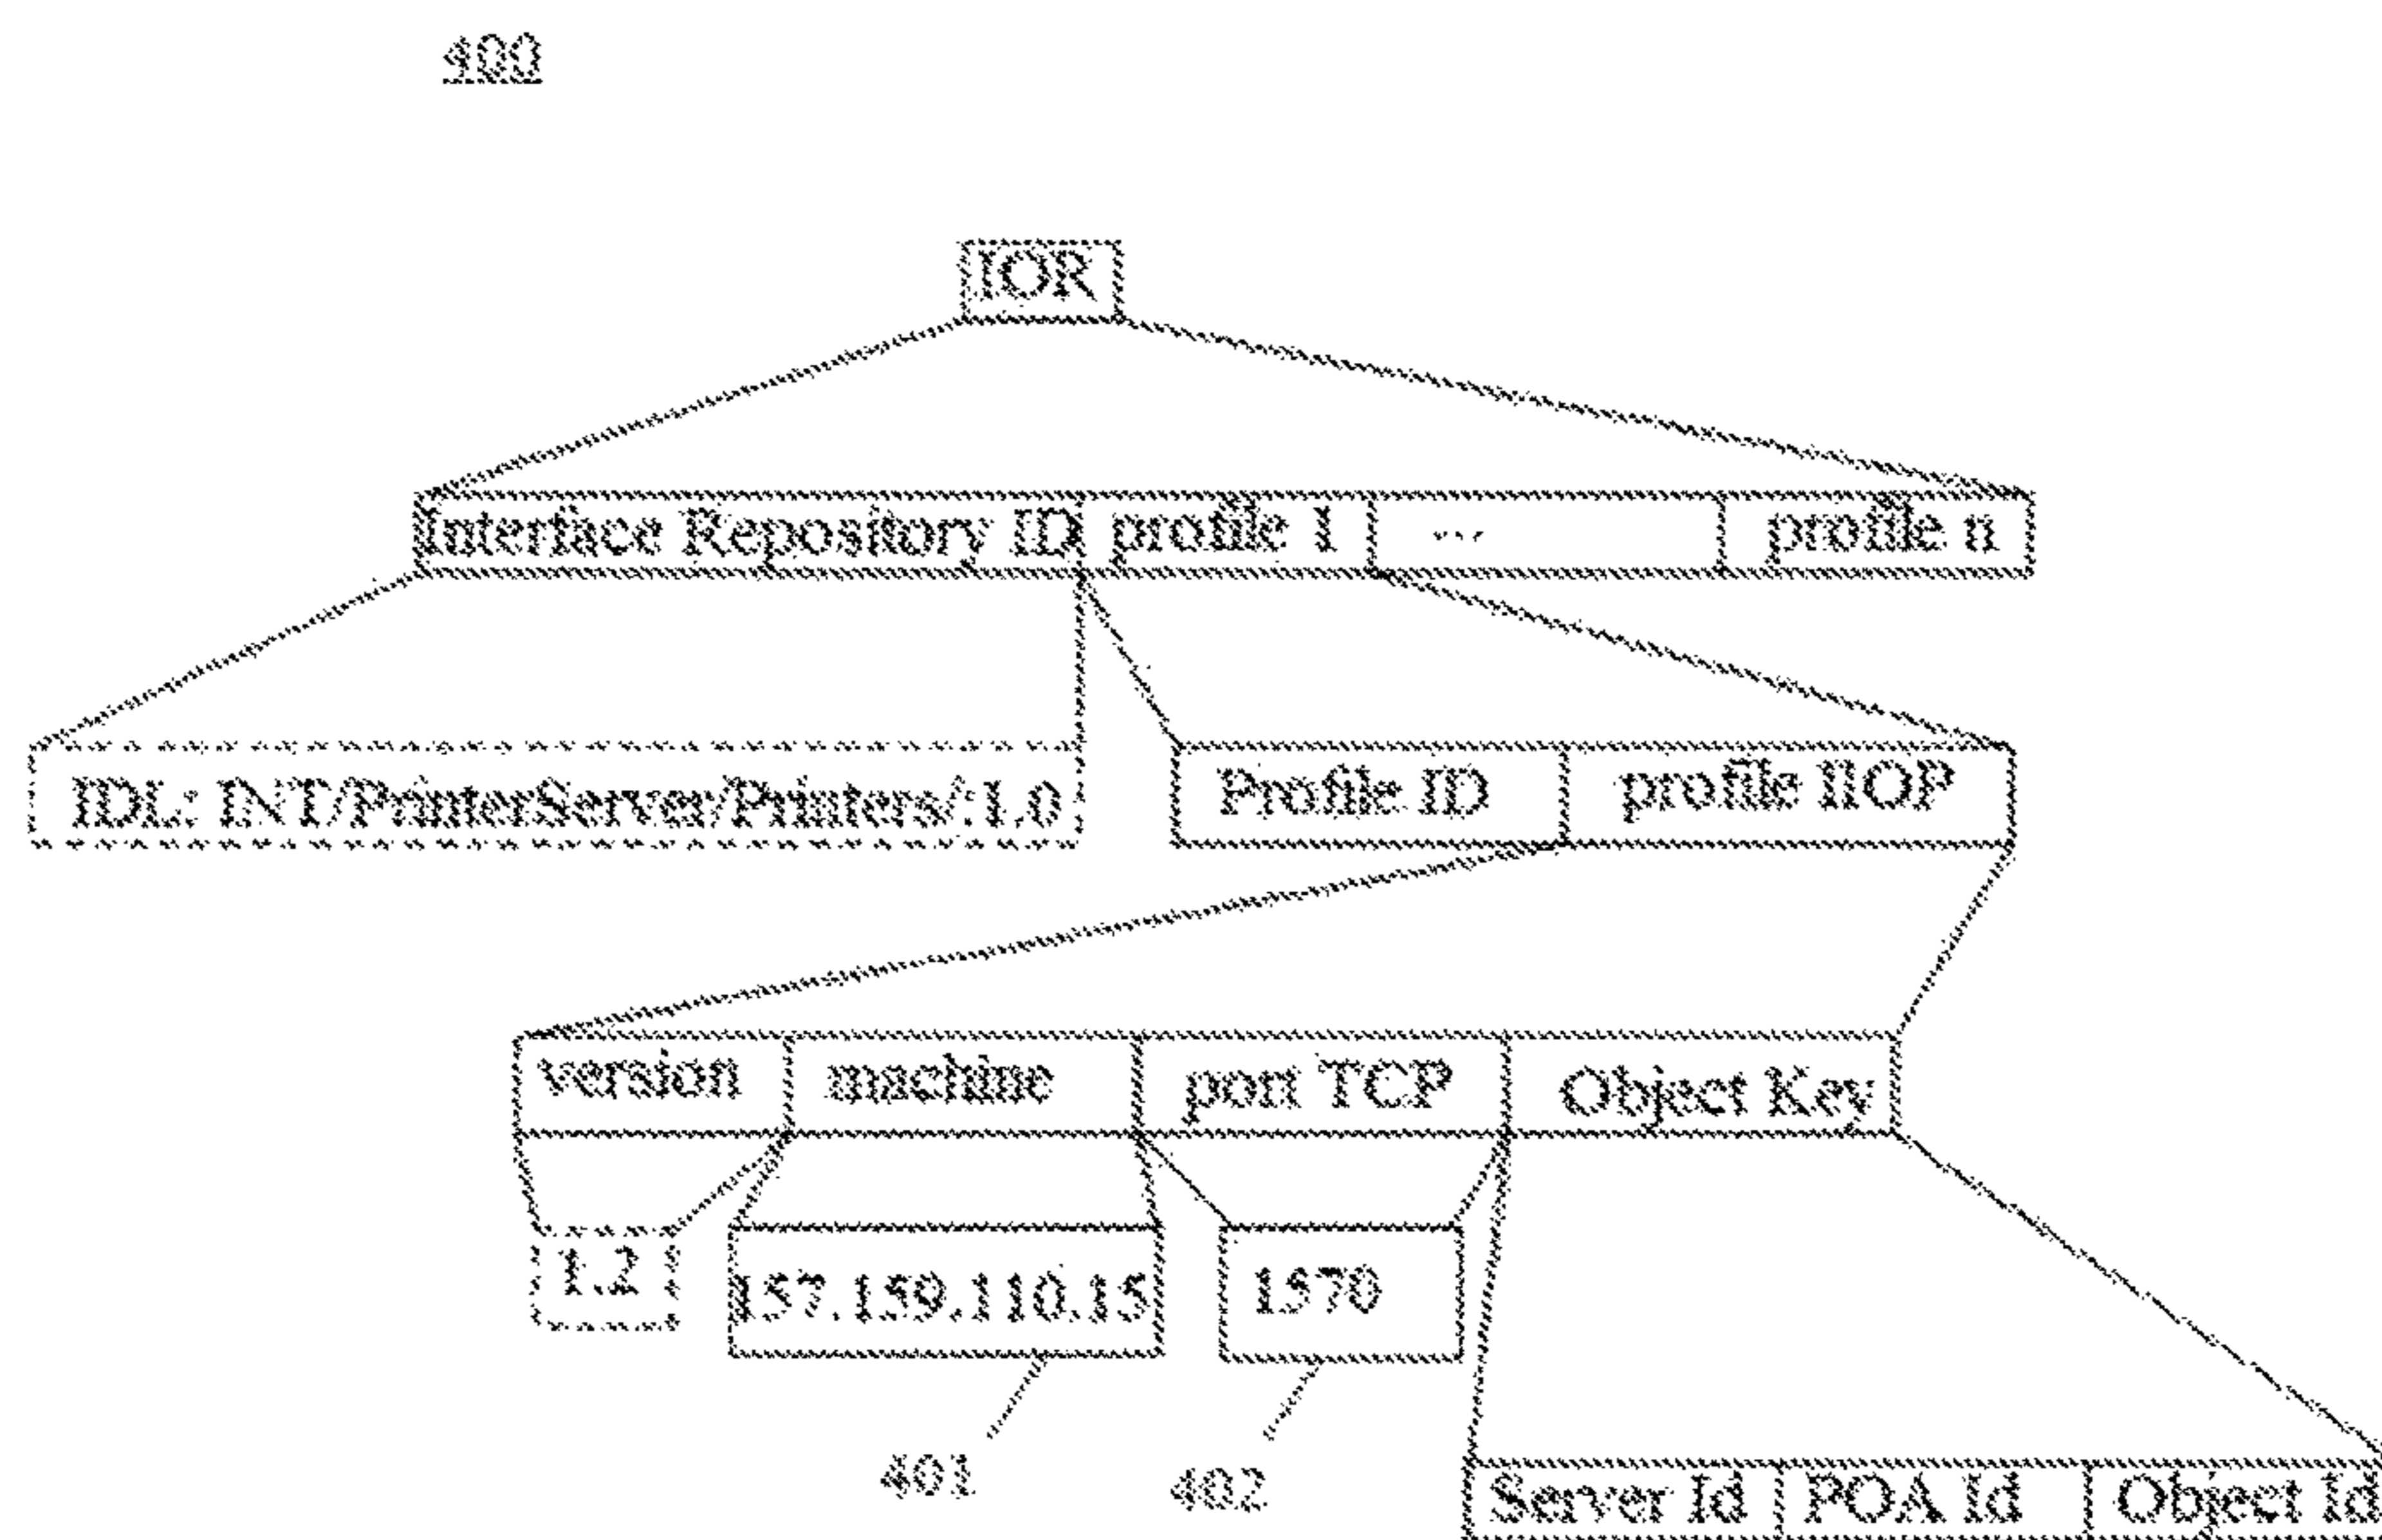 400
IOR
Interface Repository ID profile 1 ... profile n
IDL: INT/PrinterServer/Printers/:1.0
Profile ID profile IIOP
version machine port TCP Object Key
1.2 157.159.110.15 1570
401 402
Server Id POA Id Object Id